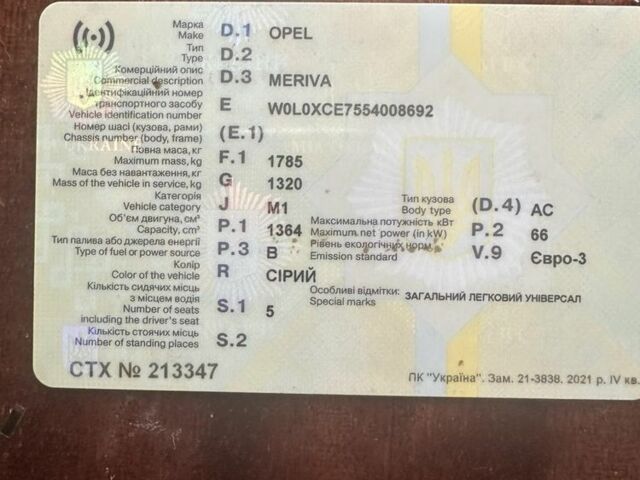 Марка D.1 OPEL
Make
Тип D.2
Type
Комерційний опис D.3 MERIVA
Commercial description
Ідентифікаційний номер E W0L0XCE7554008692
транспортного засобу
Vehicle identification number
Номер шасі (кузова, рами) (E.1)
Chassis number (body, frame)
UKRAINE
Повна маса, кг F.1 1785
Maximum mass, kg
Маса без навантаження, кг G 1320
Mass of the vehicle in service, kg
Категорія J M1
Vehicle category
Тип кузова (D.4) АС
Body type
Об'єм двигуна, см³ P.1 1364
Capacity, cm³
Максимальна потужність кВт P.2 66
Maximum net power (in kW)
Тип палива або джерела енергії P.3 B
Type of fuel or power source
Рівень екологічних норм V.9 Євро-3
Emission standard
Колір R СІРИЙ
Color of the vehicle
Кількість сидячих місць S.1 5
з місцем водія
Number of seats
including the driver's seat
Особливі відмітки: ЗАГАЛЬНИЙ ЛЕГКОВИЙ УНІВЕРСАЛ
Special marks
Кількість стоячих місць S.2
Number of standing places
СТХ № 213347
ПК "Україна". Зам. 21-3838. 2021 р. IV кв.